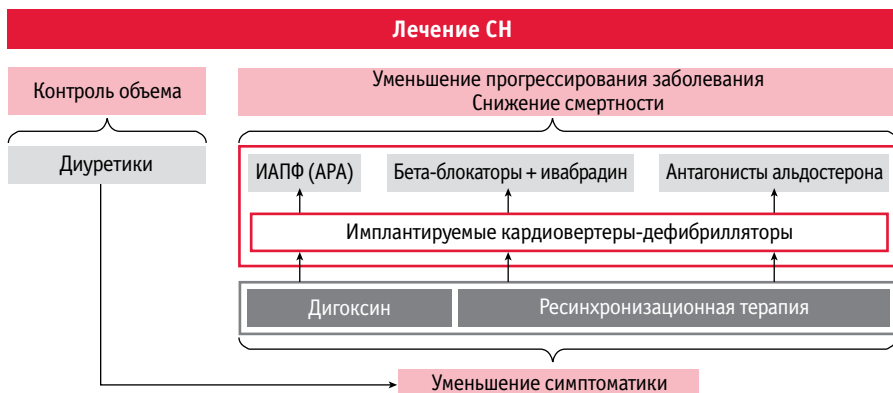 Лечение СН
Контроль объема
Уменьшение прогрессирования заболевания
Снижение смертности
Диуретики
ИАПФ (АРА)
Бета-блокаторы + ивабрадин
Антагонисты альдостерона
Имплантируемые кардиовертеры-дефибрилляторы
Дигоксин
Ресинхронизационная терапия
Уменьшение симптоматики